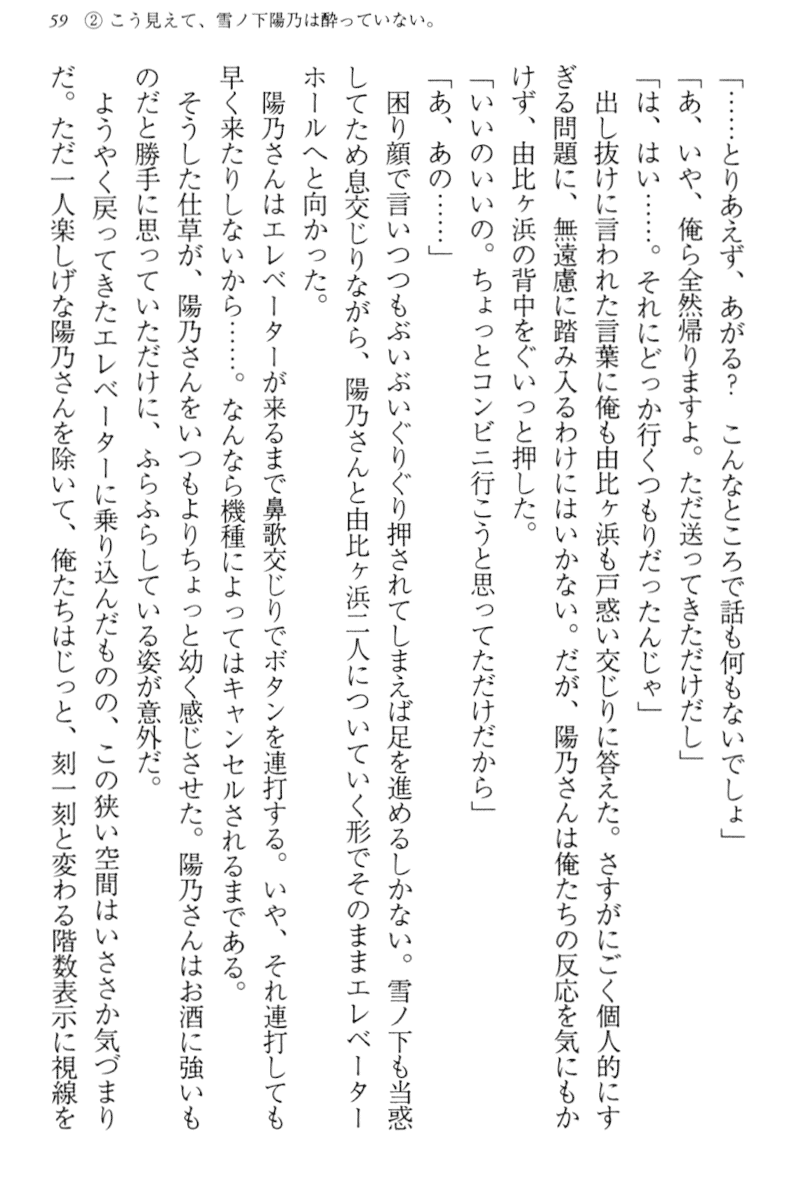 59 ② こう見えて、雪ノ下陽乃は酔っていない。
「……とりあえず、あがる？　こんなところで話も何もないでしょ」
「あ、いや、俺ら全然帰りますよ。ただ送ってきただけだし」
「は、はい……。それにどっか行くつもりだったんじゃ」
　出し抜けに言われた言葉に俺も由比ヶ浜も戸惑い交じりに答えた。さすがにごく個人的にす
ぎる問題に、無遠慮に踏み入るわけにはいかない。だが、陽乃さんは俺たちの反応を気にもか
けず、由比ヶ浜の背中をぐいっと押した。
「いいのいいの。ちょっとコンビニ行こうと思ってただけだから」
「あ、あの……」
　困り顔で言いつつもぶいぶいぐりぐり押されてしまえば足を進めるしかない。雪ノ下も当惑
してため息交じりながら、陽乃さんと由比ヶ浜二人についていく形でそのままエレベーター
ホールへと向かった。
　陽乃さんはエレベーターが来るまで鼻歌交じりでボタンを連打する。いや、それ連打しても
早く来たりしないから……。なんなら機種によってはキャンセルされるまである。
　そうした仕草が、陽乃さんをいつもよりちょっと幼く感じさせた。陽乃さんはお酒に強いも
のだと勝手に思っていただけに、ふらふらしている姿が意外だ。
　ようやく戻ってきたエレベーターに乗り込んだものの、この狭い空間はいささか気づまり
だ。ただ一人楽しげな陽乃さんを除いて、俺たちはじっと、刻一刻と変わる階数表示に視線を